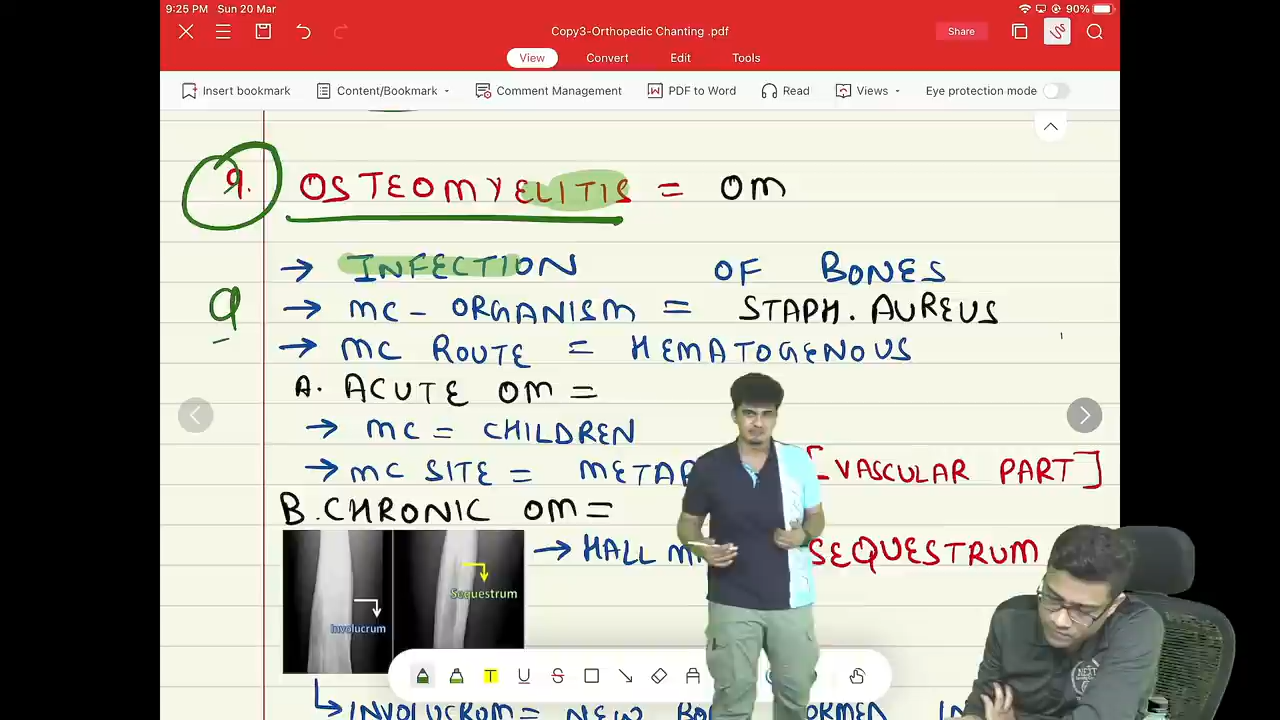 9:25 PM Sun 20 Mar 90%
Copy3-Orthopedic Chanting .pdf
Share
View Convert Edit Tools
Insert bookmark Content/Bookmark Comment Management PDF to Word Read Views Eye protection mode
9. OSTEOMYELITIS = OM
→ INFECTION OF BONES
9
→ MC - ORGANISM = STAPH. AUREUS
→ MC ROUTE = HEMATOGENOUS
A. ACUTE OM =
→ MC = CHILDREN
→ MC SITE = [VASCULAR PART]
B. CHRONIC OM =
→ SEQUESTRUM
Sequestrum
Involucrum
INVOLUCRUM = NEW
NEXT